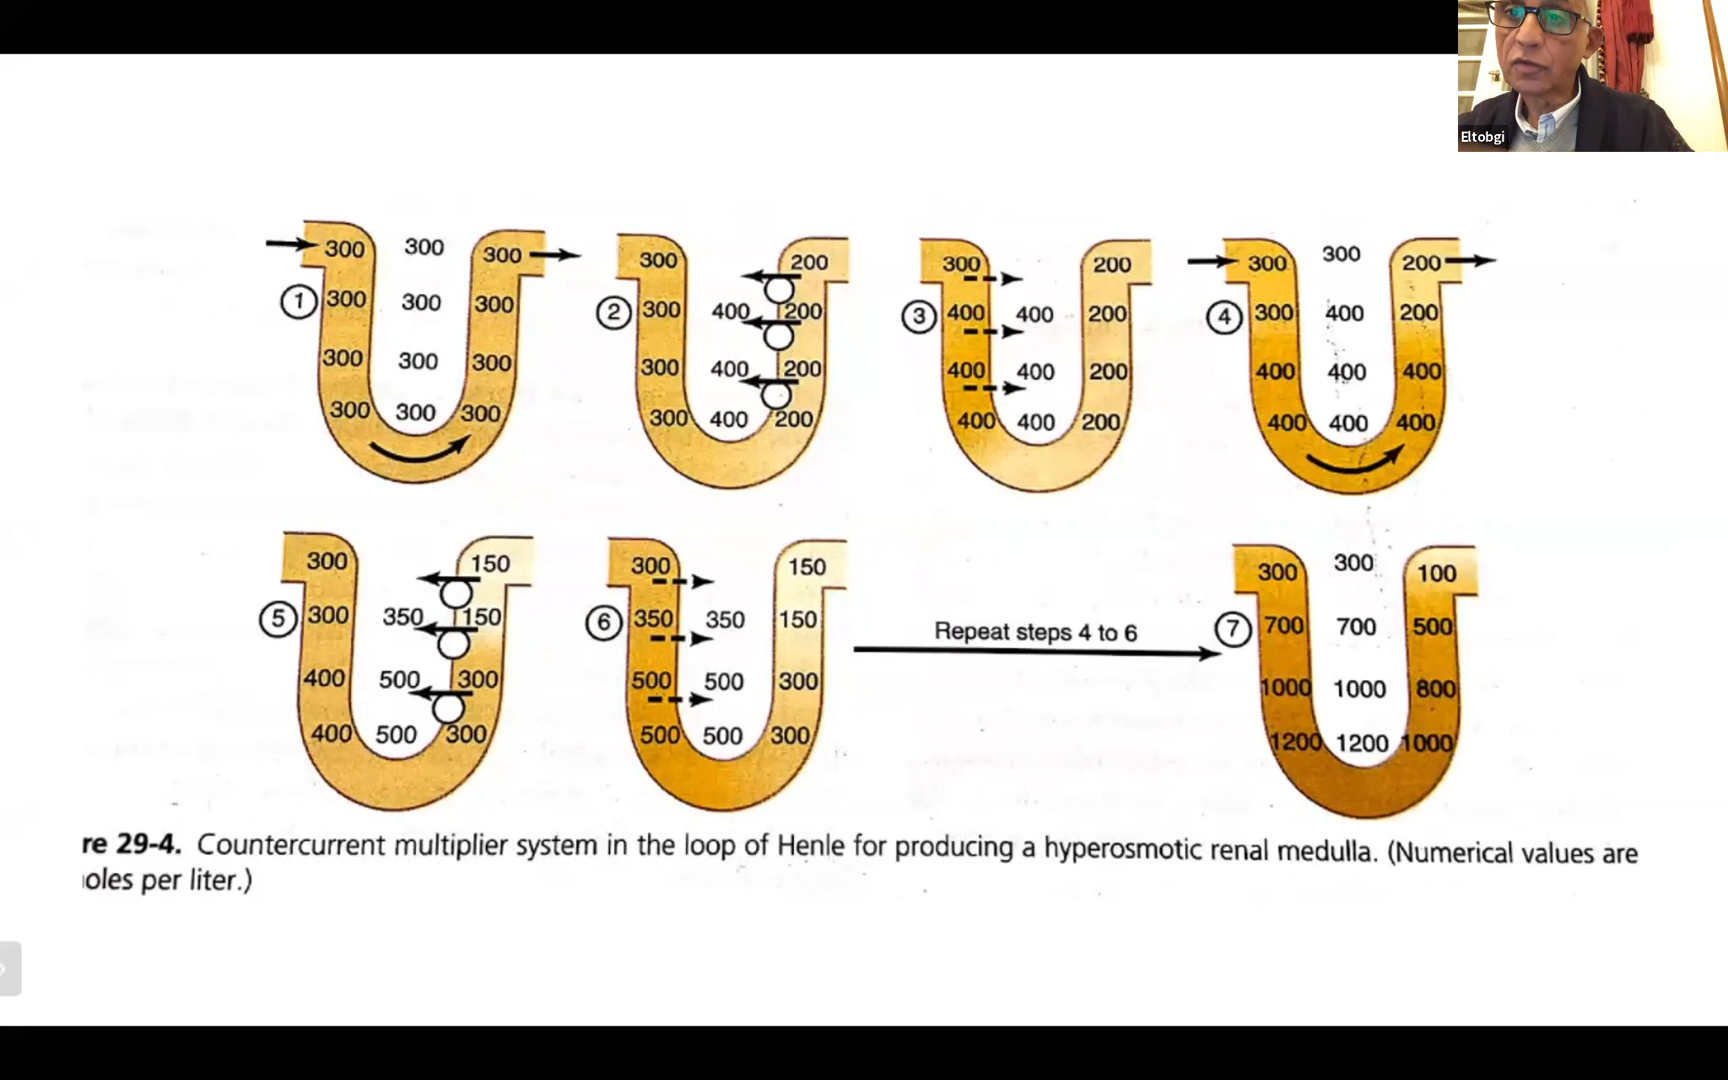 Eltobgi
300 300 300
1 300 300 300
300 300 300
300 300 300
300 200
2 300 400 200
300 400 200
300 400 200
300 200
3 400 400 200
400 400 200
400 400 200
300 300 200
4 300 400 200
400 400 400
400 400 400
300 150
5 300 350 150
400 500 300
400 500 300
300 150
6 350 350 150
500 500 300
500 500 300
Repeat steps 4 to 6
300 300 100
7 700 700 500
1000 1000 800
1200 1200 1000
re 29-4. Countercurrent multiplier system in the loop of Henle for producing a hyperosmotic renal medulla. (Numerical values are
oles per liter.)